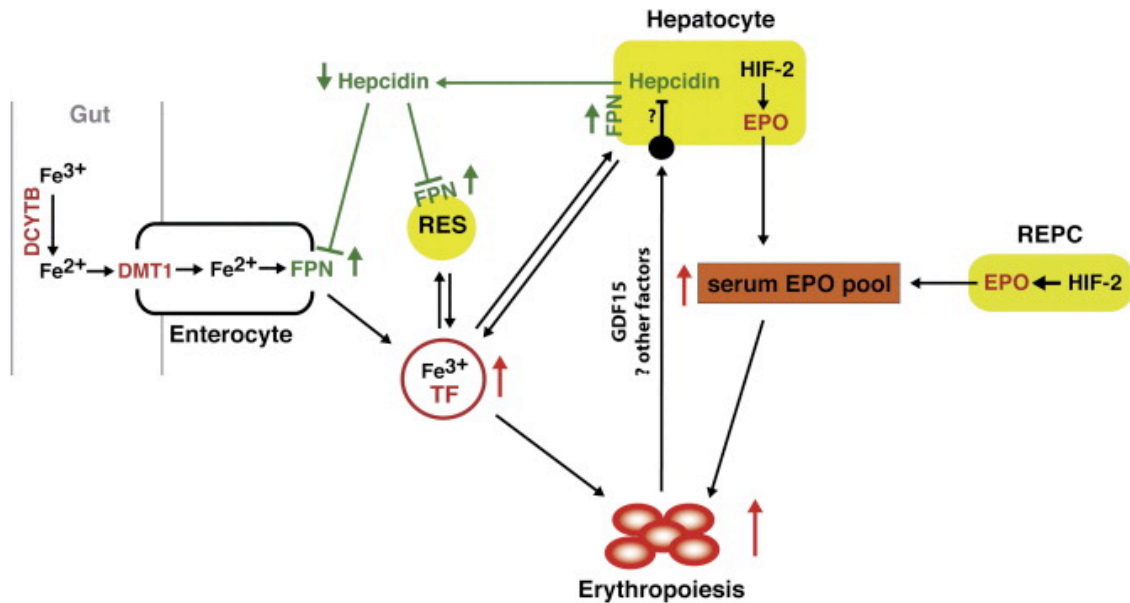 Hepatocyte
Hepcidin
Hepcidin
HIF-2
EPO
FPN
?
Gut
Fe3+
DCYTB
Fe2+
DMT1
Fe2+
FPN
Enterocyte
FPN
RES
Fe3+
TF
GDF15
? other factors
serum EPO pool
REPC
EPO
HIF-2
Erythropoiesis